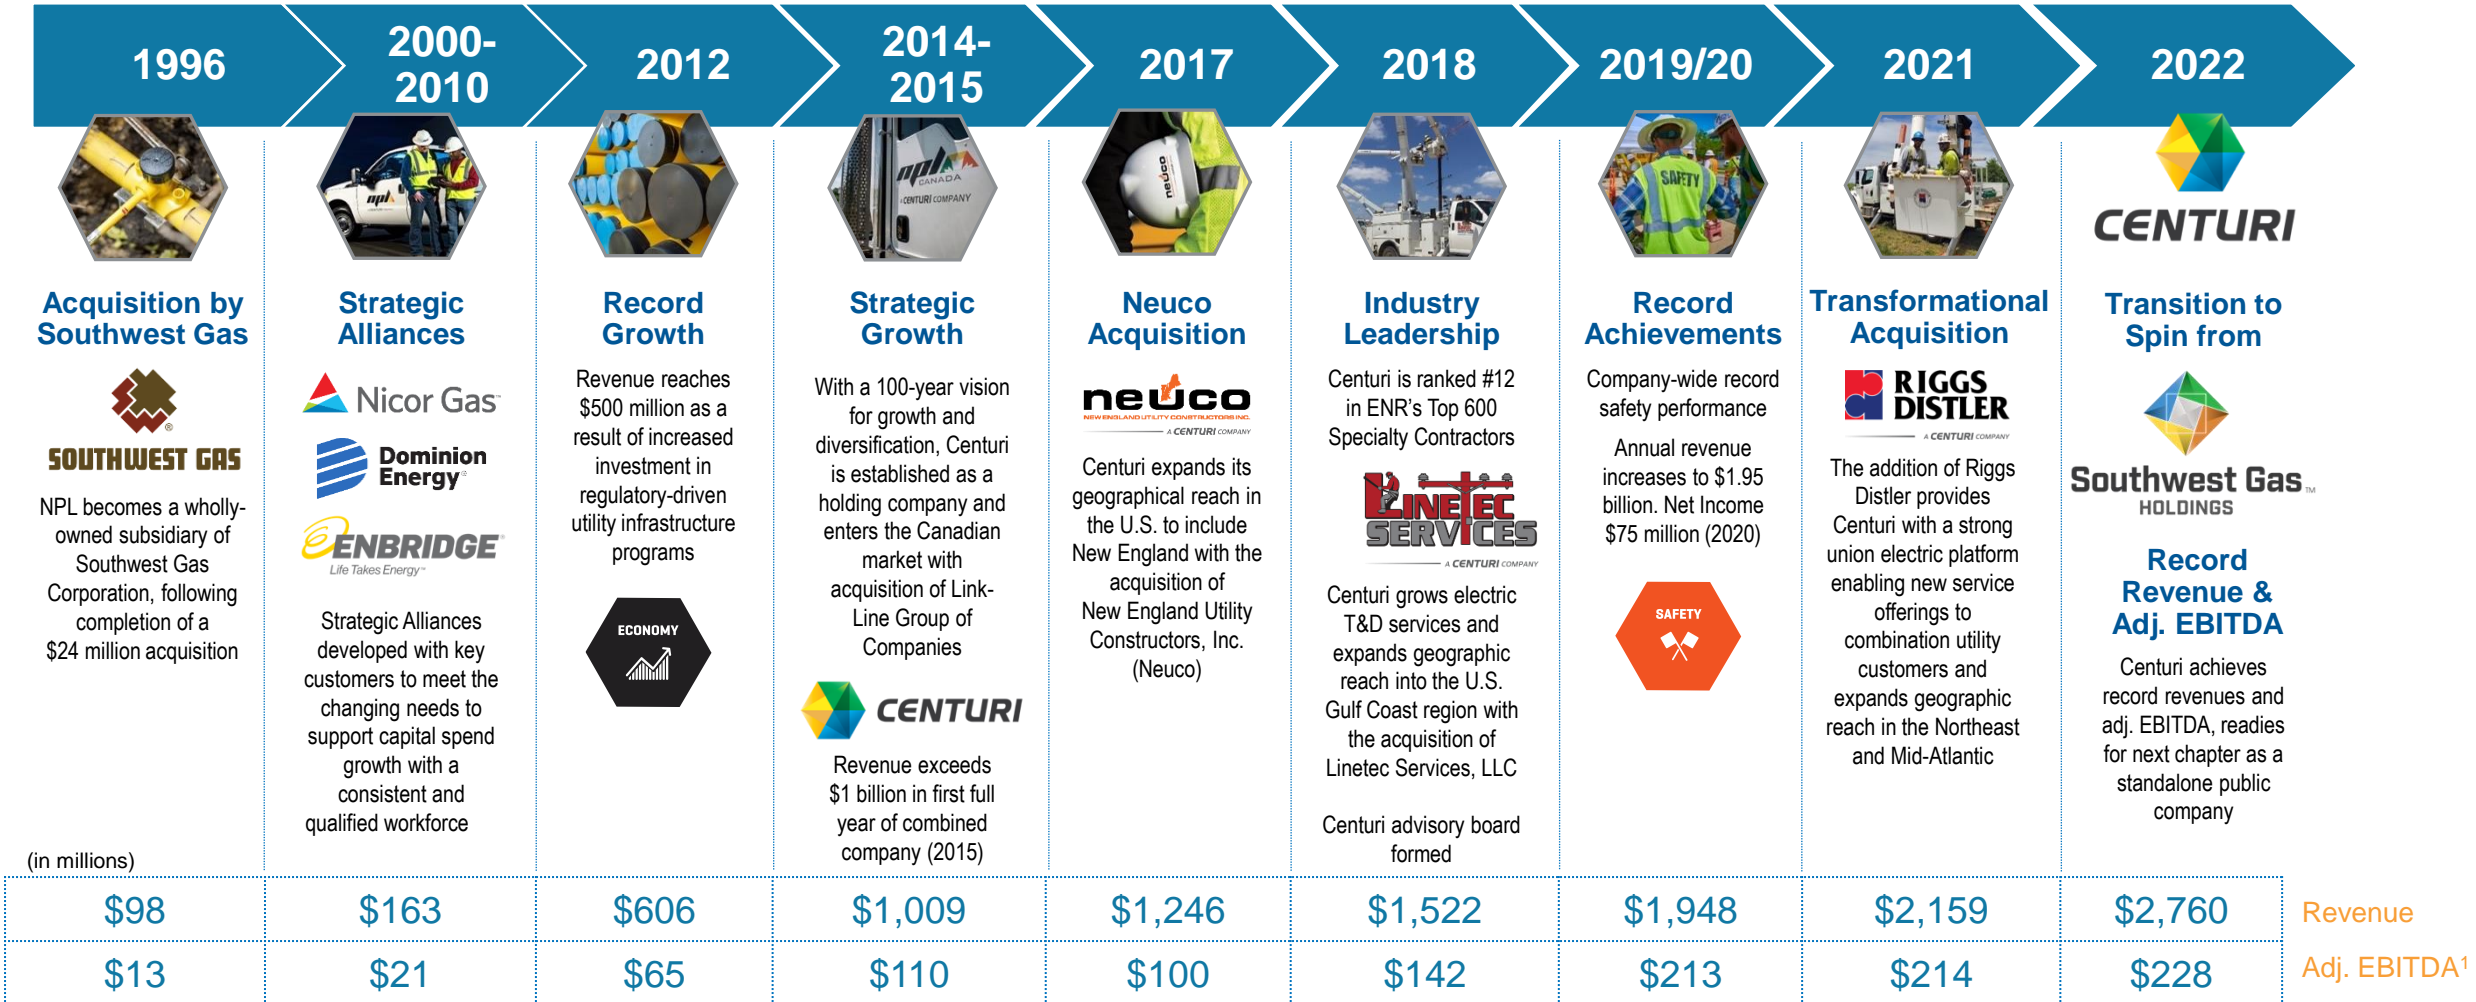 1996
2000-
2010
2012
2014-
2015
2017
2018
2019/20
2021
2022
npl
npl
CANADA
A CENTURI COMPANY
neuco
SAFETY
CENTURI
Acquisition by
Southwest Gas
SOUTHWEST GAS
NPL becomes a wholly-
owned subsidiary of
Southwest Gas
Corporation, following
completion of a
$24 million acquisition
Strategic
Alliances
Nicor Gas
Dominion
Energy®
ENBRIDGE®
Life Takes Energy™
Strategic Alliances
developed with key
customers to meet the
changing needs to
support capital spend
growth with a
consistent and
qualified workforce
Record
Growth
Revenue reaches
$500 million as a
result of increased
investment in
regulatory-driven
utility infrastructure
programs
ECONOMY
Strategic
Growth
With a 100-year vision
for growth and
diversification, Centuri
is established as a
holding company and
enters the Canadian
market with
acquisition of Link-
Line Group of
Companies
CENTURI
Revenue exceeds
$1 billion in first full
year of combined
company (2015)
Neuco
Acquisition
neuco
NEW ENGLAND UTILITY CONSTRUCTORS INC.
A CENTURI COMPANY
Centuri expands its
geographical reach in
the U.S. to include
New England with the
acquisition of
New England Utility
Constructors, Inc.
(Neuco)
Industry
Leadership
Centuri is ranked #12
in ENR’s Top 600
Specialty Contractors
LINETEC
SERVICES
A CENTURI COMPANY
Centuri grows electric
T&D services and
expands geographic
reach into the U.S.
Gulf Coast region with
the acquisition of
Linetec Services, LLC
Centuri advisory board
formed
Record
Achievements
Company-wide record
safety performance
Annual revenue
increases to $1.95
billion. Net Income
$75 million (2020)
SAFETY
Transformational
Acquisition
RIGGS
DISTLER
A CENTURI COMPANY
The addition of Riggs
Distler provides
Centuri with a strong
union electric platform
enabling new service
offerings to
combination utility
customers and
expands geographic
reach in the Northeast
and Mid-Atlantic
Transition to
Spin from
Southwest Gas™
HOLDINGS
Record
Revenue &
Adj. EBITDA
Centuri achieves
record revenues and
adj. EBITDA, readies
for next chapter as a
standalone public
company
(in millions)
$98 $163 $606 $1,009 $1,246 $1,522 $1,948 $2,159 $2,760 Revenue
$13 $21 $65 $110 $100 $142 $213 $214 $228 Adj. EBITDA¹